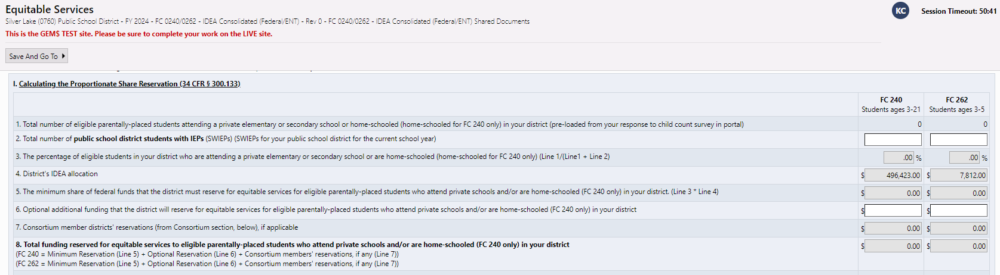 Equitable Services
KC
Session Timeout: 50:41
Silver Lake (0760) Public School District - FY 2024 - FC 0240/0262 - IDEA Consolidated (Federal/ENT) - Rev 0 - FC 0240/0262 - IDEA Consolidated (Federal/ENT) Shared Documents
This is the GEM$ TEST site. Please be sure to complete your work on the LIVE site.
Save And Go To
I. Calculating the Proportionate Share Reservation (34 CFR § 300.133)
FC 240 FC 262
Students ages 3-21 Students ages 3-5
1. Total number of eligible parentally-placed students attending a private elementary or secondary school or home-schooled (home-schooled for FC 240 only) in your district (pre-loaded from your response to child count survey in portal) 0 0
2. Total number of public school district students with IEPs (SWIEPs) (SWIEPs for your public school district for the current school year)
3. The percentage of eligible students in your district who are attending a private elementary or secondary school or are home-schooled (home-schooled for FC 240 only) (Line 1/(Line1 + Line 2) .00 % .00 %
4. District's IDEA allocation $ 496,423.00 $ 7,812.00
5. The minimum share of federal funds that the district must reserve for equitable services for eligible parentally-placed students who attend private schools and/or are home-schooled (FC 240 only) in your district. (Line 3 * Line 4) $ 0.00 $ 0.00
6. Optional additional funding that the district will reserve for equitable services for eligible parentally-placed students who attend private schools and/or are home-schooled (FC 240 only) in your district $ $
7. Consortium member districts' reservations (from Consortium section, below), if applicable $ 0.00 $ 0.00
8. Total funding reserved for equitable services to eligible parentally-placed students who attend private schools and/or are home-schooled (FC 240 only) in your district $ 0.00 $ 0.00
(FC 240 = Minimum Reservation (Line 5) + Optional Reservation (Line 6) + Consortium members' reservations, if any (Line 7))
(FC 262 = Minimum Reservation (Line 5) + Optional Reservation (Line 6) + Consortium members' reservations, if any (Line 7))